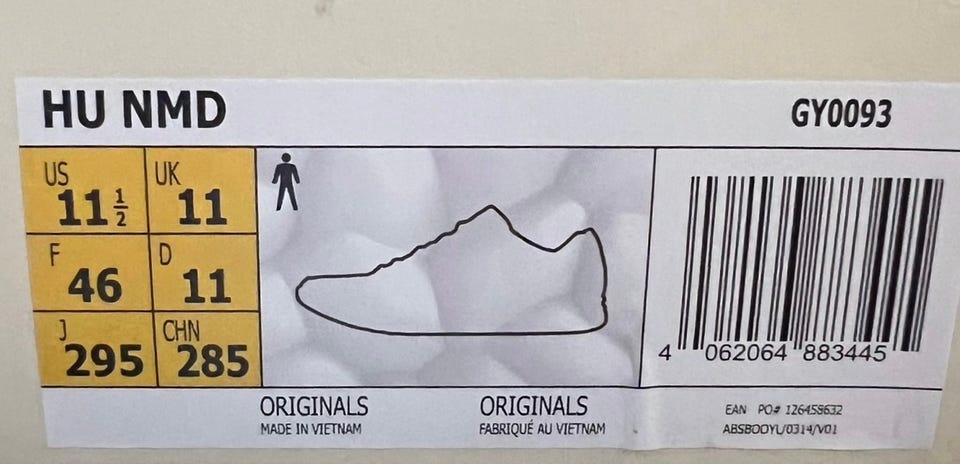 HU NMD
GY0093
US 11 1/2
UK 11
F 46
D 11
J 295
CHN 285
4 062064 883445
ORIGINALS
MADE IN VIETNAM
ORIGINALS
FABRIQUÉ AU VIETNAM
EAN PO# 126458632
ABSBOOYL/0314/V01